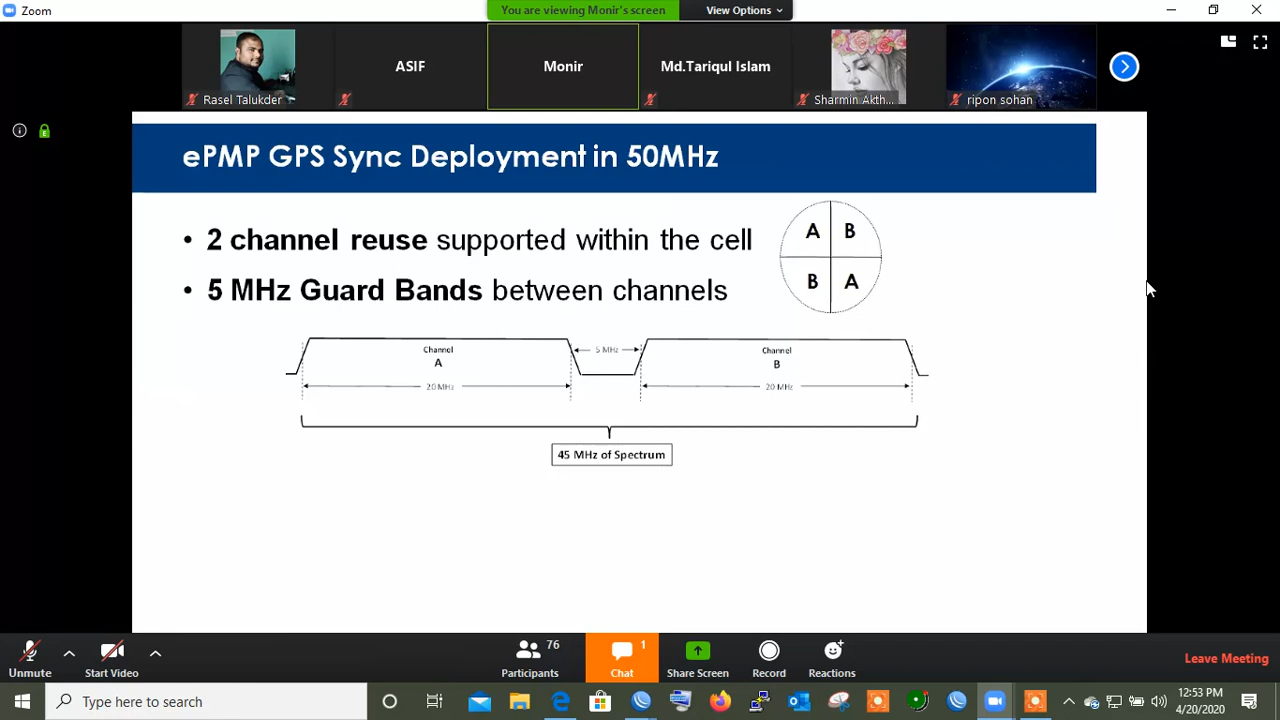 Zoom
You are viewing Monir's screen
View Options
Rasel Talukder
ASIF
Monir
Md.Tariqul Islam
Sharmin Akth...
ripon sohan
ePMP GPS Sync Deployment in 50MHz
• 2 channel reuse supported within the cell
• 5 MHz Guard Bands between channels
A B
B A
Channel
A
5 MHz
Channel
B
20 MHz
20 MHz
45 MHz of Spectrum
Unmute
Start Video
76
Participants
1
Chat
Share Screen
Record
Reactions
Leave Meeting
Type here to search
12:53 PM
4/20/2020